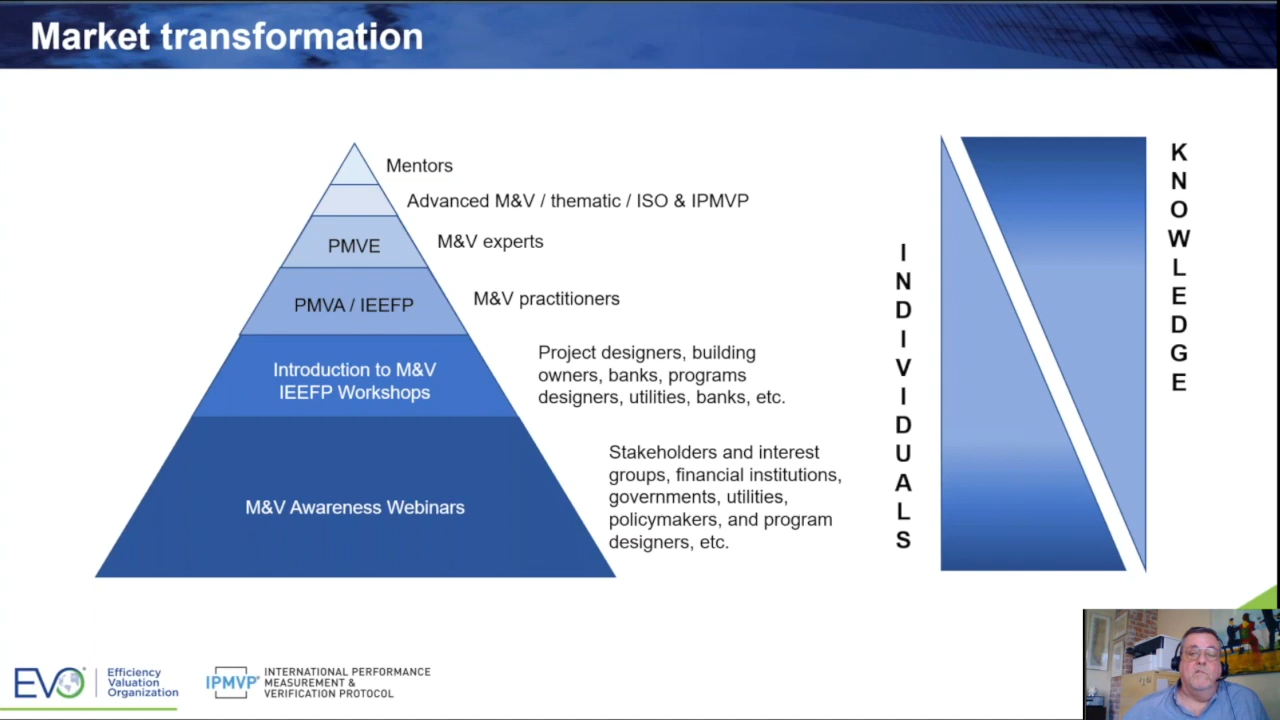 Market transformation
Mentors
Advanced M&V / thematic / ISO & IPMVP
PMVE
M&V experts
PMVA / IEEFP
M&V practitioners
Introduction to M&V
IEEFP Workshops
Project designers, building
owners, banks, programs
designers, utilities, banks, etc.
M&V Awareness Webinars
Stakeholders and interest
groups, financial institutions,
governments, utilities,
policymakers, and program
designers, etc.
INDIVIDUALS
KNOWLEDGE
EVO
Efficiency
Valuation
Organization
IPMVP
INTERNATIONAL PERFORMANCE
MEASUREMENT &
VERIFICATION PROTOCOL